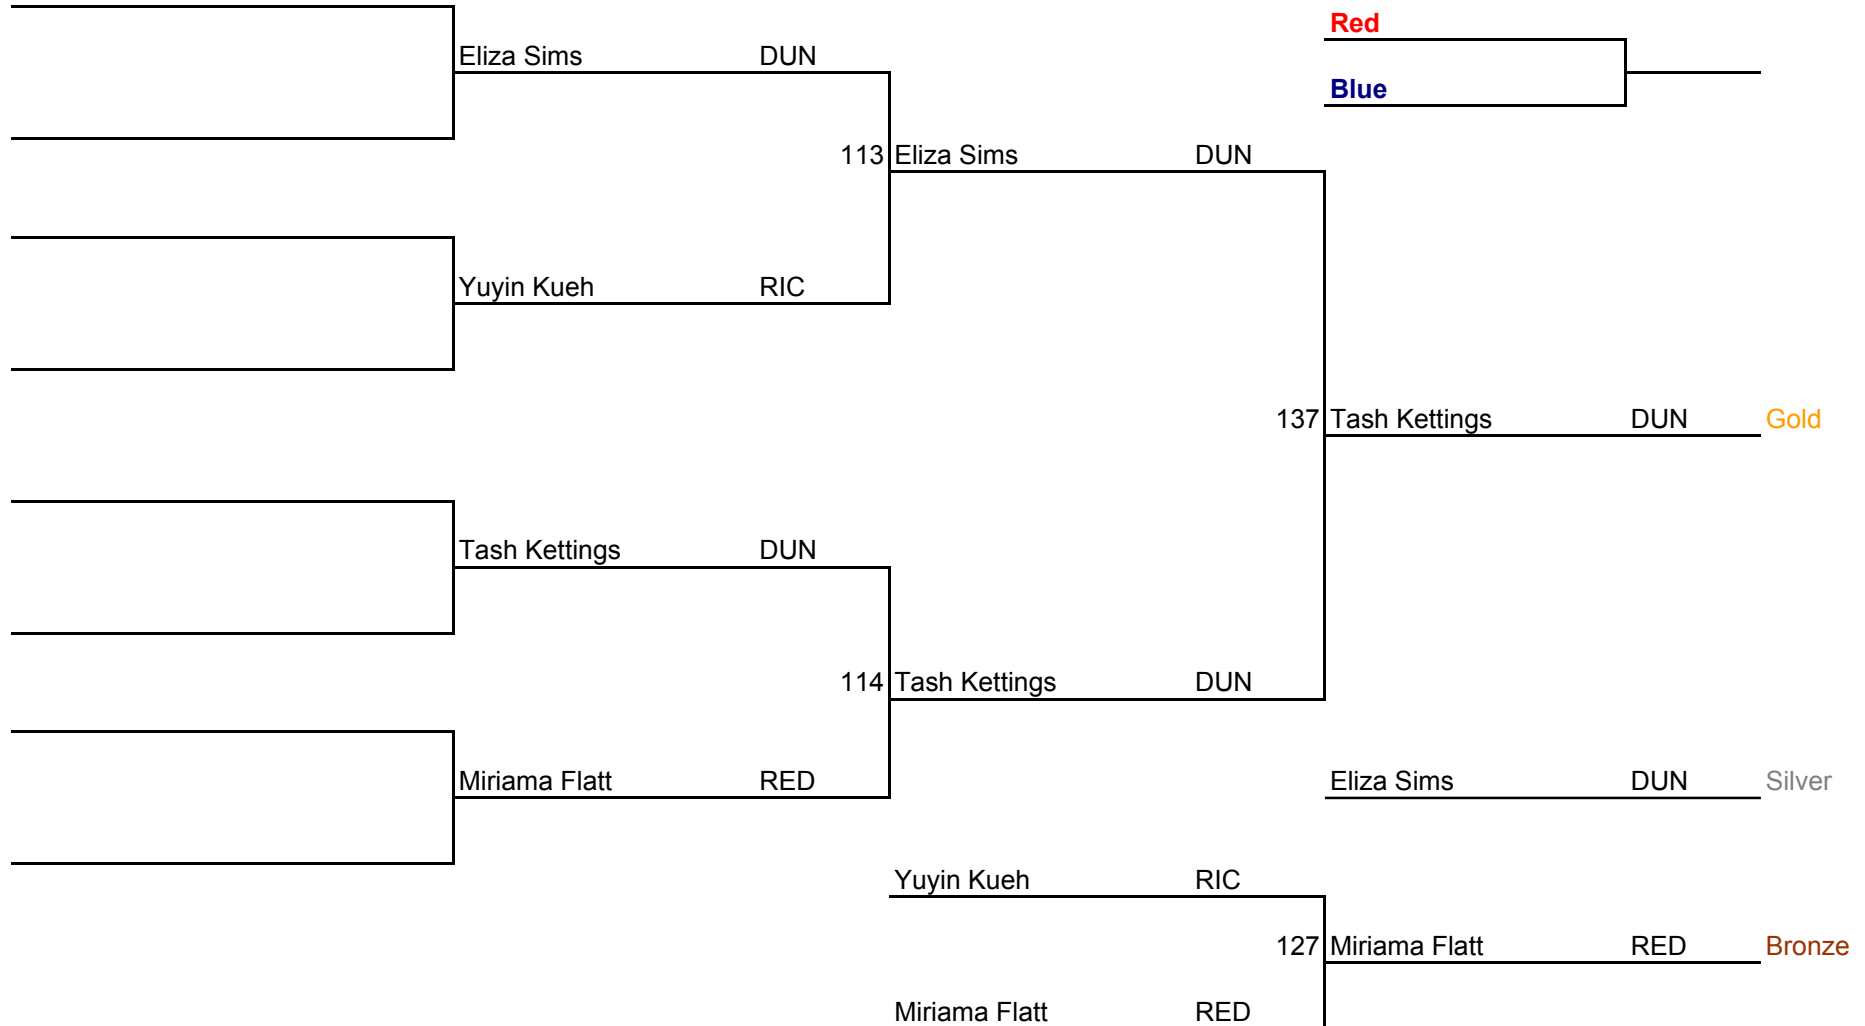 Red
Eliza Sims DUN
Blue
113 Eliza Sims DUN
Yuyin Kueh RIC
137 Tash Kettings DUN Gold
Tash Kettings DUN
114 Tash Kettings DUN
Miriama Flatt RED
Eliza Sims DUN Silver
Yuyin Kueh RIC
127 Miriama Flatt RED Bronze
Miriama Flatt RED